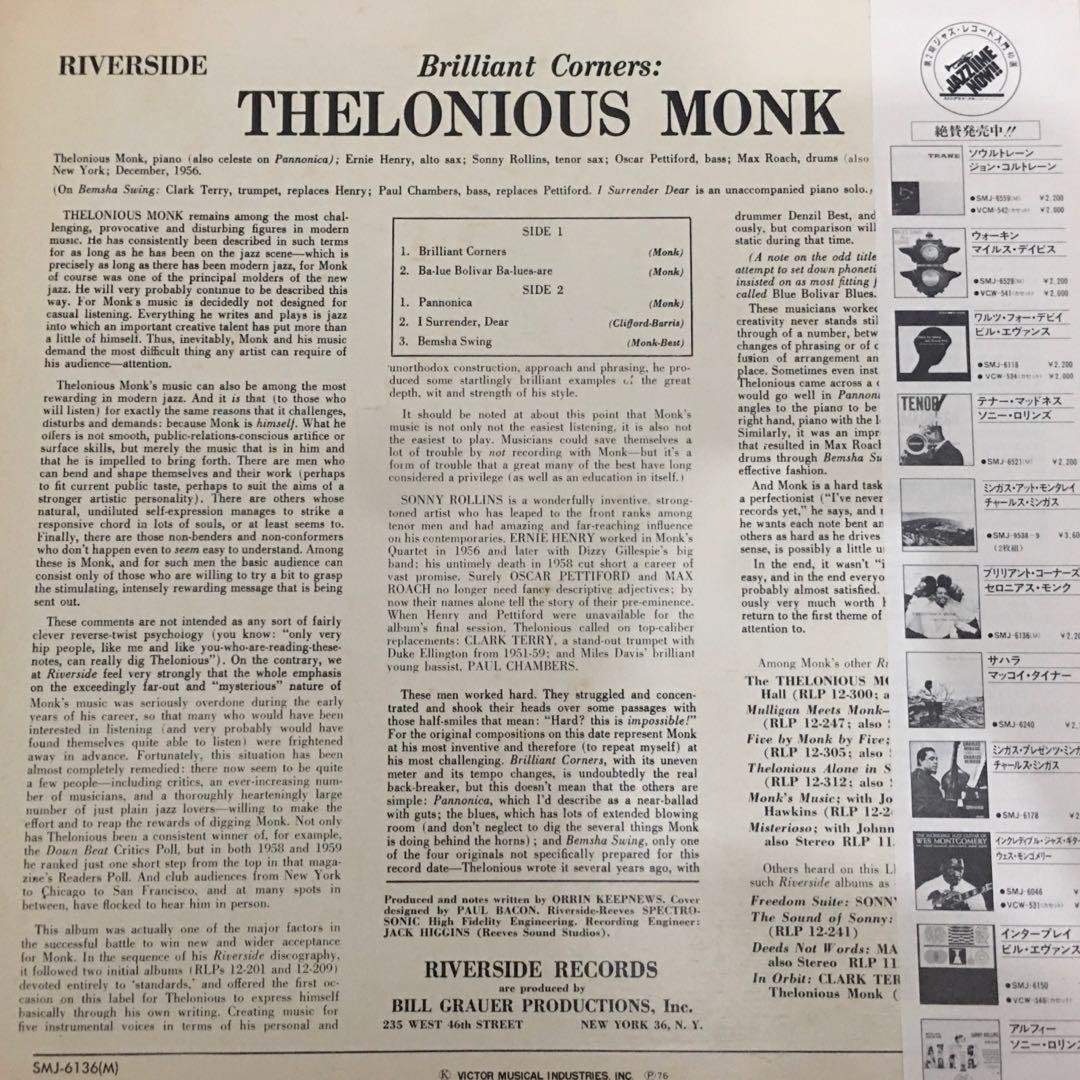 RIVERSIDE
Brilliant Corners:
THELONIOUS MONK
Thelonious Monk, piano (also celeste on Pannonica); Ernie Henry, alto sax; Sonny Rollins, tenor sax; Oscar Pettiford, bass; Max Roach, drums (also
New York; December, 1956.
(On Bemsha Swing: Clark Terry, trumpet, replaces Henry; Paul Chambers, bass, replaces Pettiford. I Surrender Dear is an unaccompanied piano solo.)
THELONIOUS MONK remains among the most chal-
lenging, provocative and disturbing figures in modern
music. He has consistently been described in such terms
for as long as he has been on the jazz scene—which is
precisely as long as there has been modern jazz, for Monk
of course was one of the principal molders of the new
jazz. He will very probably continue to be described this
way. For Monk's music is decidedly not designed for
casual listening. Everything he writes and plays is jazz
into which an important creative talent has put more than
a little of himself. Thus, inevitably, Monk and his music
demand the most difficult thing any artist can require of
his audience—attention.
Thelonious Monk's music can also be among the most
rewarding in modern jazz. And it is that (to those who
will listen) for exactly the same reasons that it challenges,
disturbs and demands: because Monk is himself. What he
offers is not smooth, public-relations-conscious artifice or
surface skills, but merely the music that is in him and
that he is impelled to bring forth. There are men who
can bend and shape themselves and their work (perhaps
to fit current public taste, perhaps to suit the aims of a
stronger artistic personality). There are others whose
natural, undiluted self-expression manages to strike a
responsive chord in lots of souls, or at least seems to.
Finally, there are those non-benders and non-conformers
who don't happen even to seem easy to understand. Among
these is Monk, and for such men the basic audience can
consist only of those who are willing to try a bit to grasp
the stimulating, intensely rewarding message that is being
sent out.
These comments are not intended as any sort of fairly
clever reverse-twist psychology (you know: "only very
hip people, like me and like you-who-are-reading-these-
notes, can really dig Thelonious"). On the contrary, we
at Riverside feel very strongly that the whole emphasis
on the exceedingly far-out and "mysterious" nature of
Monk's music was seriously overdone during the early
years of his career, so that many who would have been
interested in listening (and very probably would have
found themselves quite able to listen) were frightened
away in advance. Fortunately, this situation has been
almost completely remedied: there now seem to be quite
a few people—including critics, an ever-increasing num-
ber of musicians, and a thoroughly hearteningly large
number of just plain jazz lovers—willing to make the
effort and to reap the rewards of digging Monk. Not only
has Thelonious been a consistent winner of, for example,
the Down Beat Critics Poll, but in both 1958 and 1959
he ranked just one short step from the top in that maga-
zine's Readers Poll. And club audiences from New York
to Chicago to San Francisco, and at many spots in
between, have flocked to hear him in person.
This album was actually one of the major factors in
the successful battle to win new and wider acceptance
for Monk. In the sequence of his Riverside discography,
it followed two initial albums (RLPs 12-201 and 12-209)
devoted entirely to 'standards,' and offered the first oc-
casion on this label for Thelonious to express himself
basically through his own writing. Creating music for
five instrumental voices in terms of his personal and
SIDE 1
1. Brilliant Corners (Monk)
2. Ba-lue Bolivar Ba-lues-are (Monk)
SIDE 2
1. Pannonica (Monk)
2. I Surrender, Dear (Clifford-Barris)
3. Bemsha Swing (Monk-Best)
unorthodox construction, approach and phrasing, he pro-
duced some startlingly brilliant examples of the great
depth, wit and strength of his style.
It should be noted at about this point that Monk's
music is not only not the easiest listening, it is also not
the easiest to play. Musicians could save themselves a
lot of trouble by not recording with Monk—but it's a
form of trouble that a great many of the best have long
considered a privilege (as well as an education in itself.)
SONNY ROLLINS is a wonderfully inventive, strong-
toned artist who has leaped to the front ranks among
tenor men and had amazing and far-reaching influence
on his contemporaries. ERNIE HENRY worked in Monk's
Quartet in 1956 and later with Dizzy Gillespie's big
band; his untimely death in 1958 cut short a career of
vast promise. Surely OSCAR PETTIFORD and MAX
ROACH no longer need fancy descriptive adjectives; by
now their names alone tell the story of their pre-eminence.
When Henry and Pettiford were unavailable for the
album's final session, Thelonious called on top-caliber
replacements: CLARK TERRY, a stand-out trumpet with
Duke Ellington from 1951-59; and Miles Davis' brilliant
young bassist, PAUL CHAMBERS.
These men worked hard. They struggled and concen-
trated and shook their heads over some passages with
those half-smiles that mean: "Hard? this is impossible!"
For the original compositions on this date represent Monk
at his most inventive and therefore (to repeat myself) at
his most challenging. Brilliant Corners, with its uneven
meter and its tempo changes, is undoubtedly the real
back-breaker, but this doesn't mean that the others are
simple: Pannonica, which I'd describe as a near-ballad
with guts; the blues, which has lots of extended blowing
room (and don't neglect to dig the several things Monk
is doing behind the horns); and Bemsha Swing, only one
of the four originals not specifically prepared for this
record date—Thelonious wrote it several years ago, with
Produced and notes written by ORRIN KEEPNEWS. Cover
designed by PAUL BACON. Riverside-Reeves SPECTRO-
SONIC High Fidelity Engineering. Recording Engineer:
JACK HIGGINS (Reeves Sound Studios).
RIVERSIDE RECORDS
are produced by
BILL GRAUER PRODUCTIONS, Inc.
235 WEST 46th STREET NEW YORK 36, N. Y.
drummer Denzil Best, and
ously, but comparison will
static during that time.
(A note on the odd title
attempt to set down phoneti
insisted on as most fitting
called Blue Bolivar Blues.
These musicians worked
creativity never stands stil
through of a number, betw
changes of phrasing or of
fusion of arrangement an
place. Sometimes even inst
Thelonious came across a
would go well in Pannoni
angles to the piano to be
right hand, piano with the l
Similarly, it was an impr
that resulted in Max Roac
drums through Bemsha Su
effective fashion.
And Monk is a hard task
a perfectionist ("I've never
records yet," he says, and
he wants each note bent an
others as hard as he drives
sense, is possibly a little u
In the end, it wasn't "i
easy, and in the end everyo
probably almost satisfied.
ously very much worth
return to the first theme of
attention to.
Among Monk's other Ri
The THELONIOUS MO
Hall (RLP 12-300; a
Mulligan Meets Monk—
(RLP 12-247; also
Five by Monk by Five;
(RLP 12-305; also
Thelonious Alone in S
(RLP 12-312; also
Monk's Music; with Jo
Hawkins (RLP 12-2
Misterioso; with Johnn
also Stereo RLP 11
Others heard on this L
such Riverside albums as
Freedom Suite: SONN
The Sound of Sonny:
(RLP 12-241)
Deeds Not Words: MA
also Stereo RLP 11
In Orbit: CLARK TER
Thelonious Monk (
SMJ-6136(M)
Ⓚ VICTOR MUSICAL INDUSTRIES, INC. Ⓟ'76
JAZZ TIME NOW!!
絶賛発売中!!
TRANE
ソウルトレーン
ジョン・コルトレーン
●SMJ-6559(M) ¥2,200
●VCM-542(カセット) ¥2,000
ウォーキン
マイルス・デイビス
●SMJ-6529(M) ¥2,200
●VCW-541(カセット) ¥2,000
ワルツ・フォー・デビイ
ビル・エヴァンス
●SMJ-6118 ¥2,200
●VCW-534(カセット) ¥2,000
TENOR
テナー・マッドネス
ソニー・ロリンズ
●SMJ-6521(M) ¥2,200
ミンガス・アット・モンタレイ
チャールス・ミンガス
●SMJ-9538~9 ¥3,60
(2枚組)
ブリリアント・コーナーズ
セロニアス・モンク
●SMJ-6136(M) ¥2,20
サハラ
マッコイ・タイナー
●SMJ-6240 ¥2,
ミンガス・プレゼンツ・ミンガ
チャールス・ミンガス
●SMJ-6178 ¥2
WES MONTGOMERY
インクレディブル・ジャズ・ギタ
ウェス・モンゴメリー
●SMJ-6046 ¥
●VCW-531(カセット) ¥
インタープレイ
ビル・エヴァンス
●SMJ-6150
●VCW-546(カセット)
アルフィー
ソニー・ロリンズ